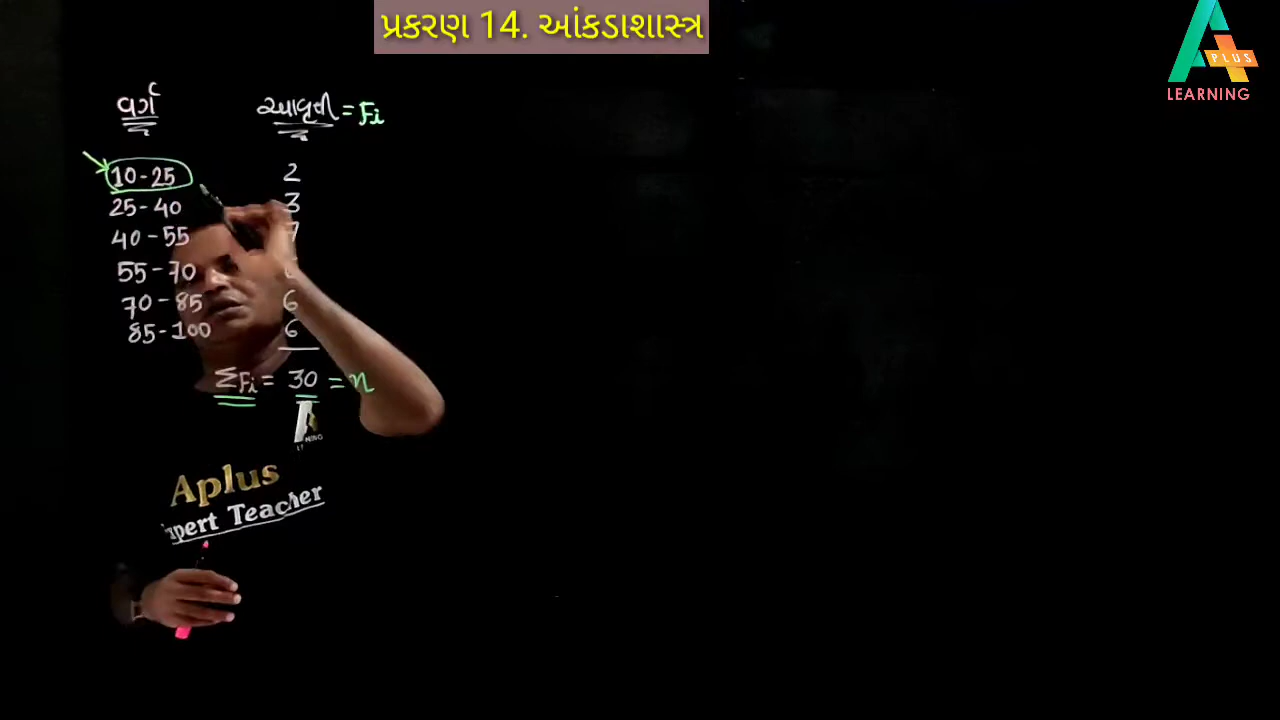 પ્રકરણ 14. આંકડાશાસ્ત્ર
A PLUS
LEARNING
વર્ગ આવૃત્તી = Fi
10-25 2
25-40 3
40-55 7
55-70
70-85 6
85-100 6
ΣFi = 30 = n
Aplus
Expert Teacher